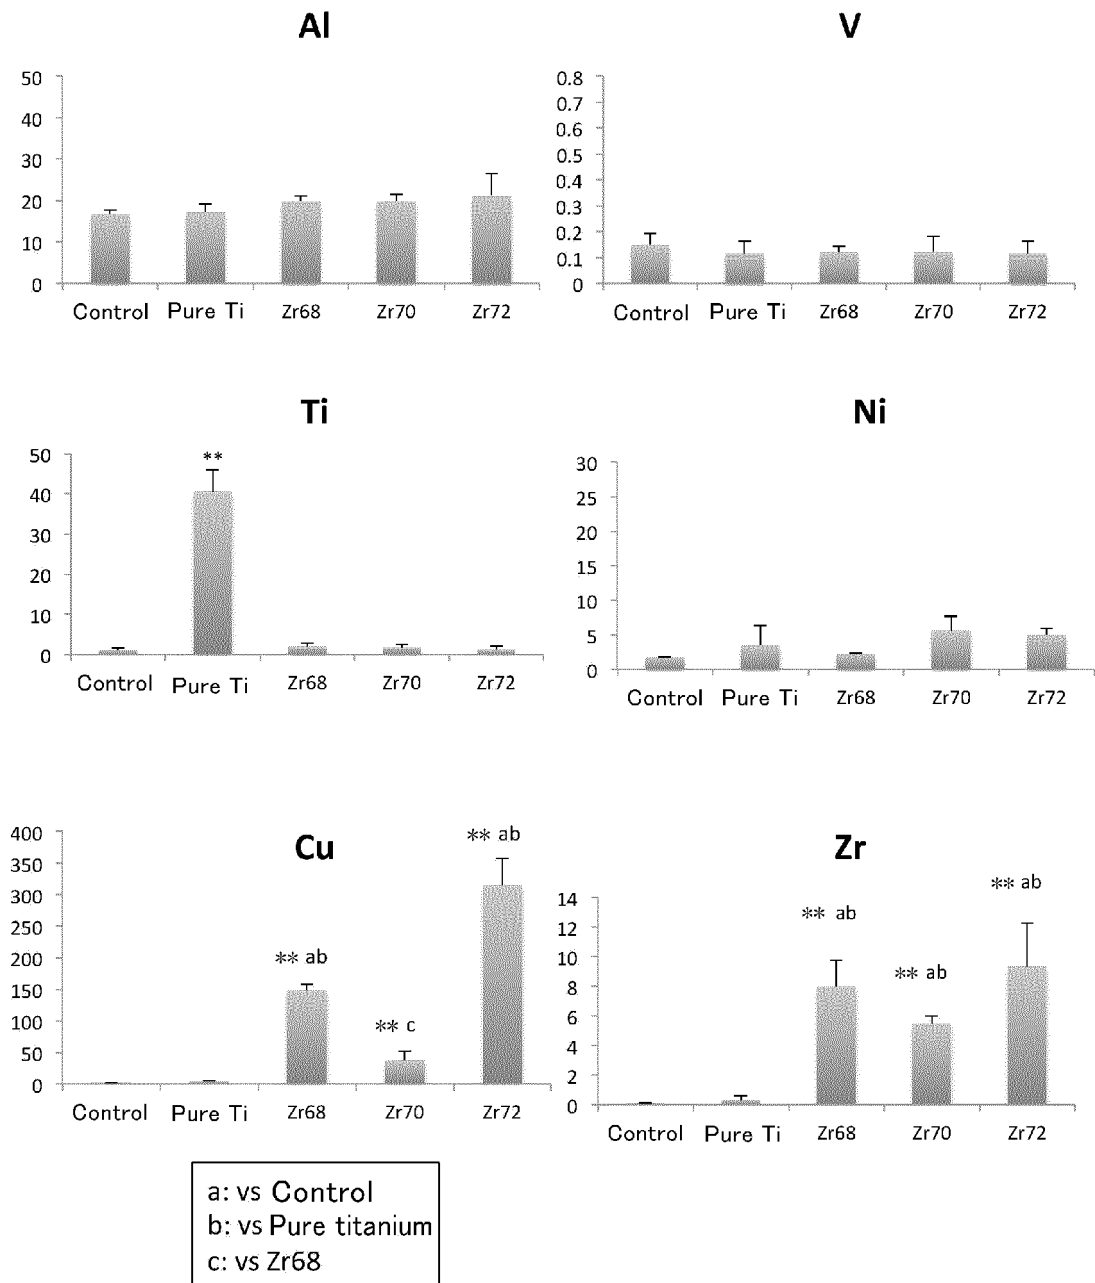 Al
50
40
30
20
10
0
Control Pure Ti Zr68 Zr70 Zr72
V
0.8
0.7
0.6
0.5
0.4
0.3
0.2
0.1
0
Control Pure Ti Zr68 Zr70 Zr72
Ti
50
40
30
20
10
0
**
Control Pure Ti Zr68 Zr70 Zr72
Ni
30
25
20
15
10
5
0
Control Pure Ti Zr68 Zr70 Zr72
Cu
400
350
300
250
200
150
100
50
0
** ab
** c
** ab
Control Pure Ti Zr68 Zr70 Zr72
Zr
14
12
10
8
6
4
2
0
** ab
** ab
** ab
Control Pure Ti Zr68 Zr70 Zr72
a: vs Control
b: vs Pure titanium
c: vs Zr68